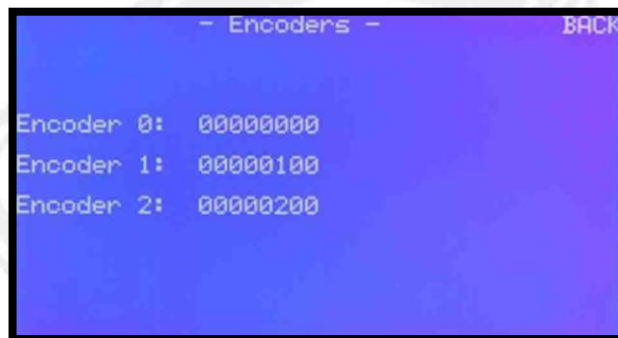 - Encoders - BACK
Encoder 0: 00000000
Encoder 1: 00000100
Encoder 2: 00000200